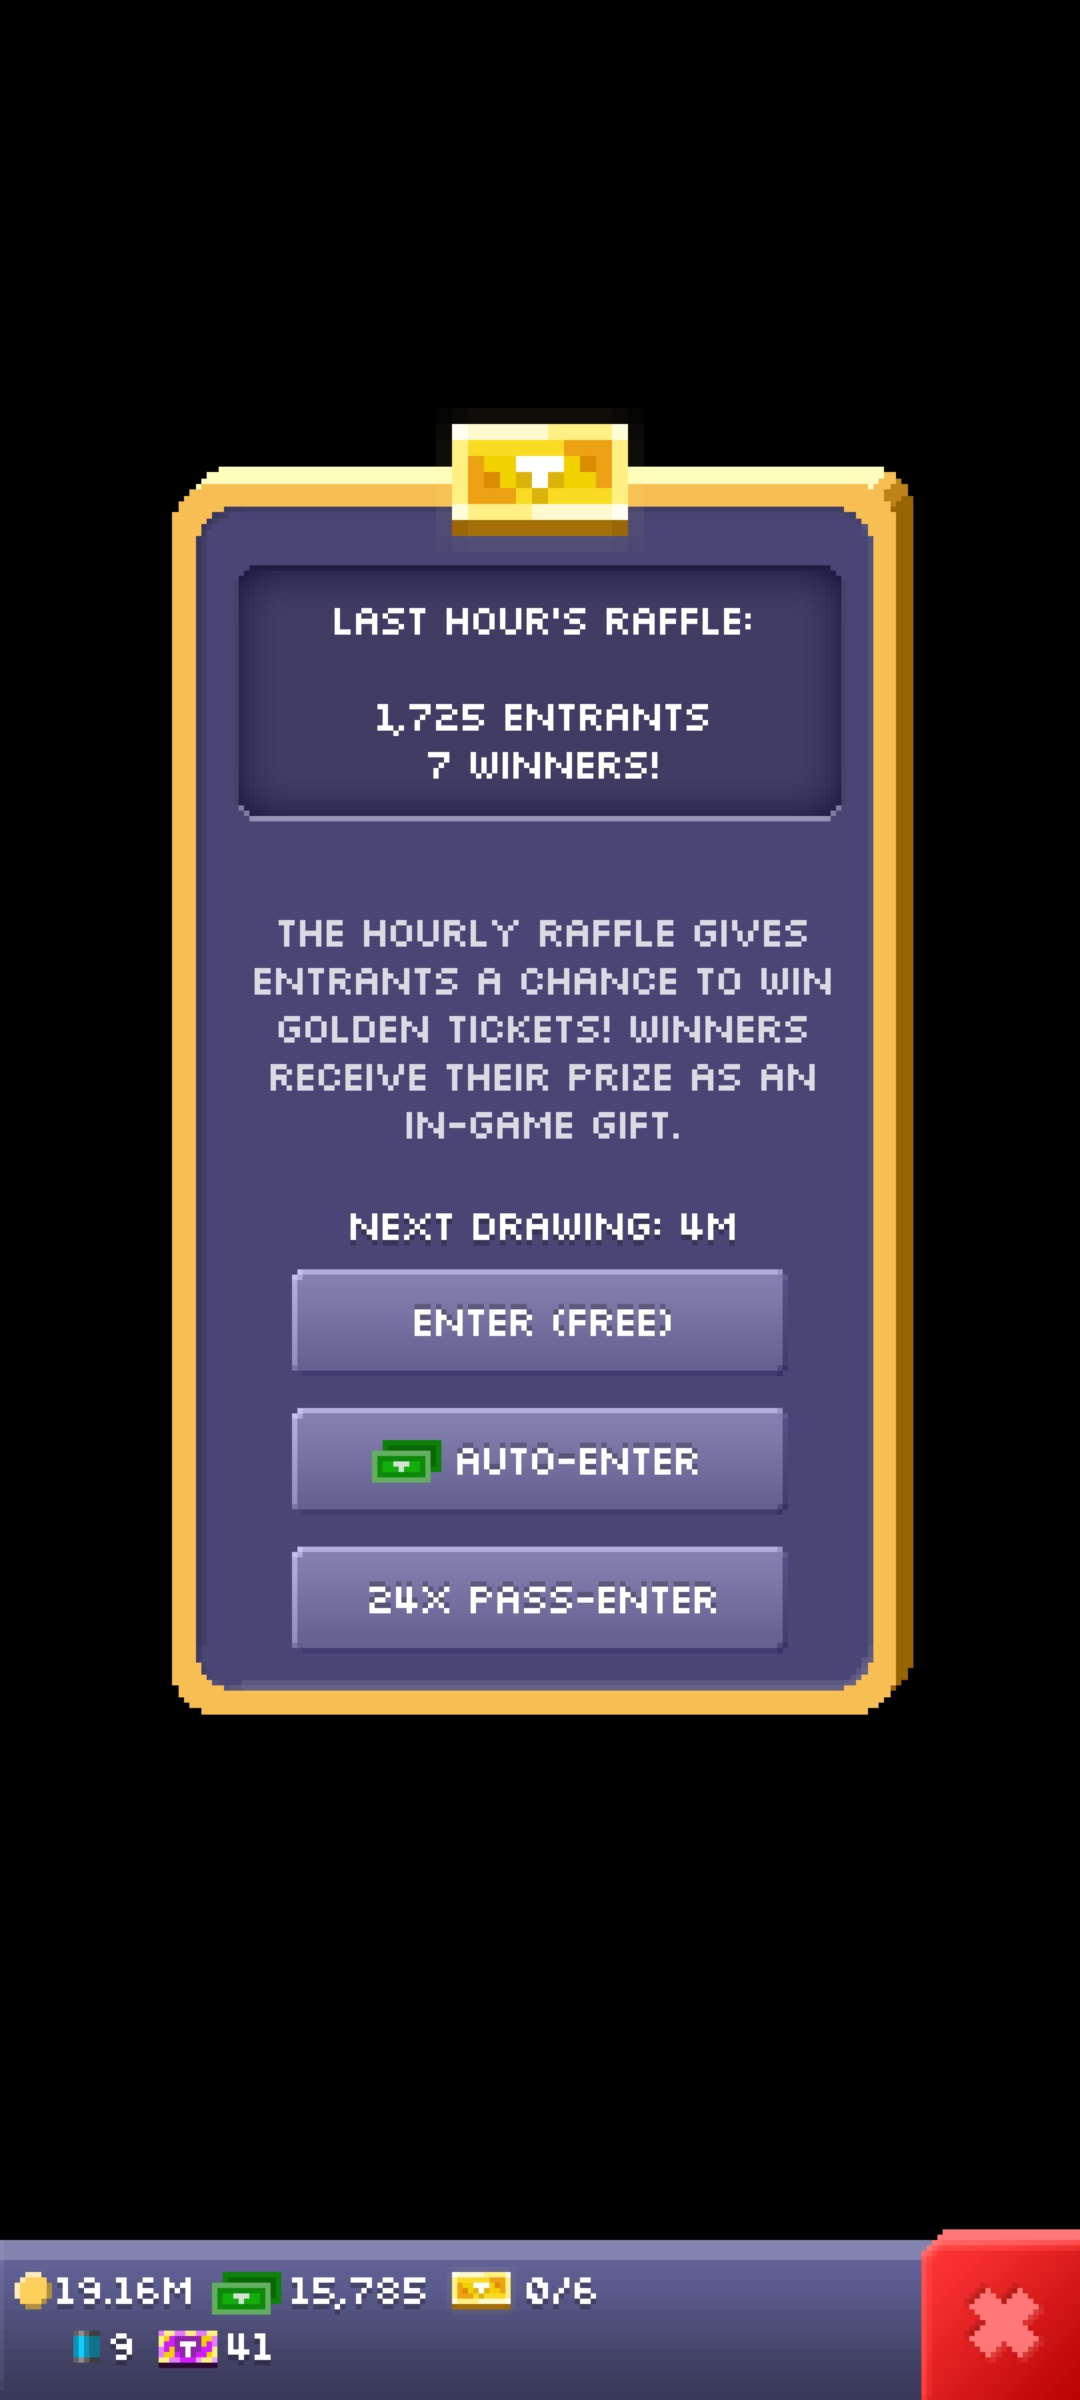 LAST HOUR'S RAFFLE:
1,725 ENTRANTS
7 WINNERS!
THE HOURLY RAFFLE GIVES
ENTRANTS A CHANCE TO WIN
GOLDEN TICKETS! WINNERS
RECEIVE THEIR PRIZE AS AN
IN-GAME GIFT.
NEXT DRAWING: 4M
ENTER (FREE)
AUTO-ENTER
24X PASS-ENTER
19.16M 15,785 0/6
9 41